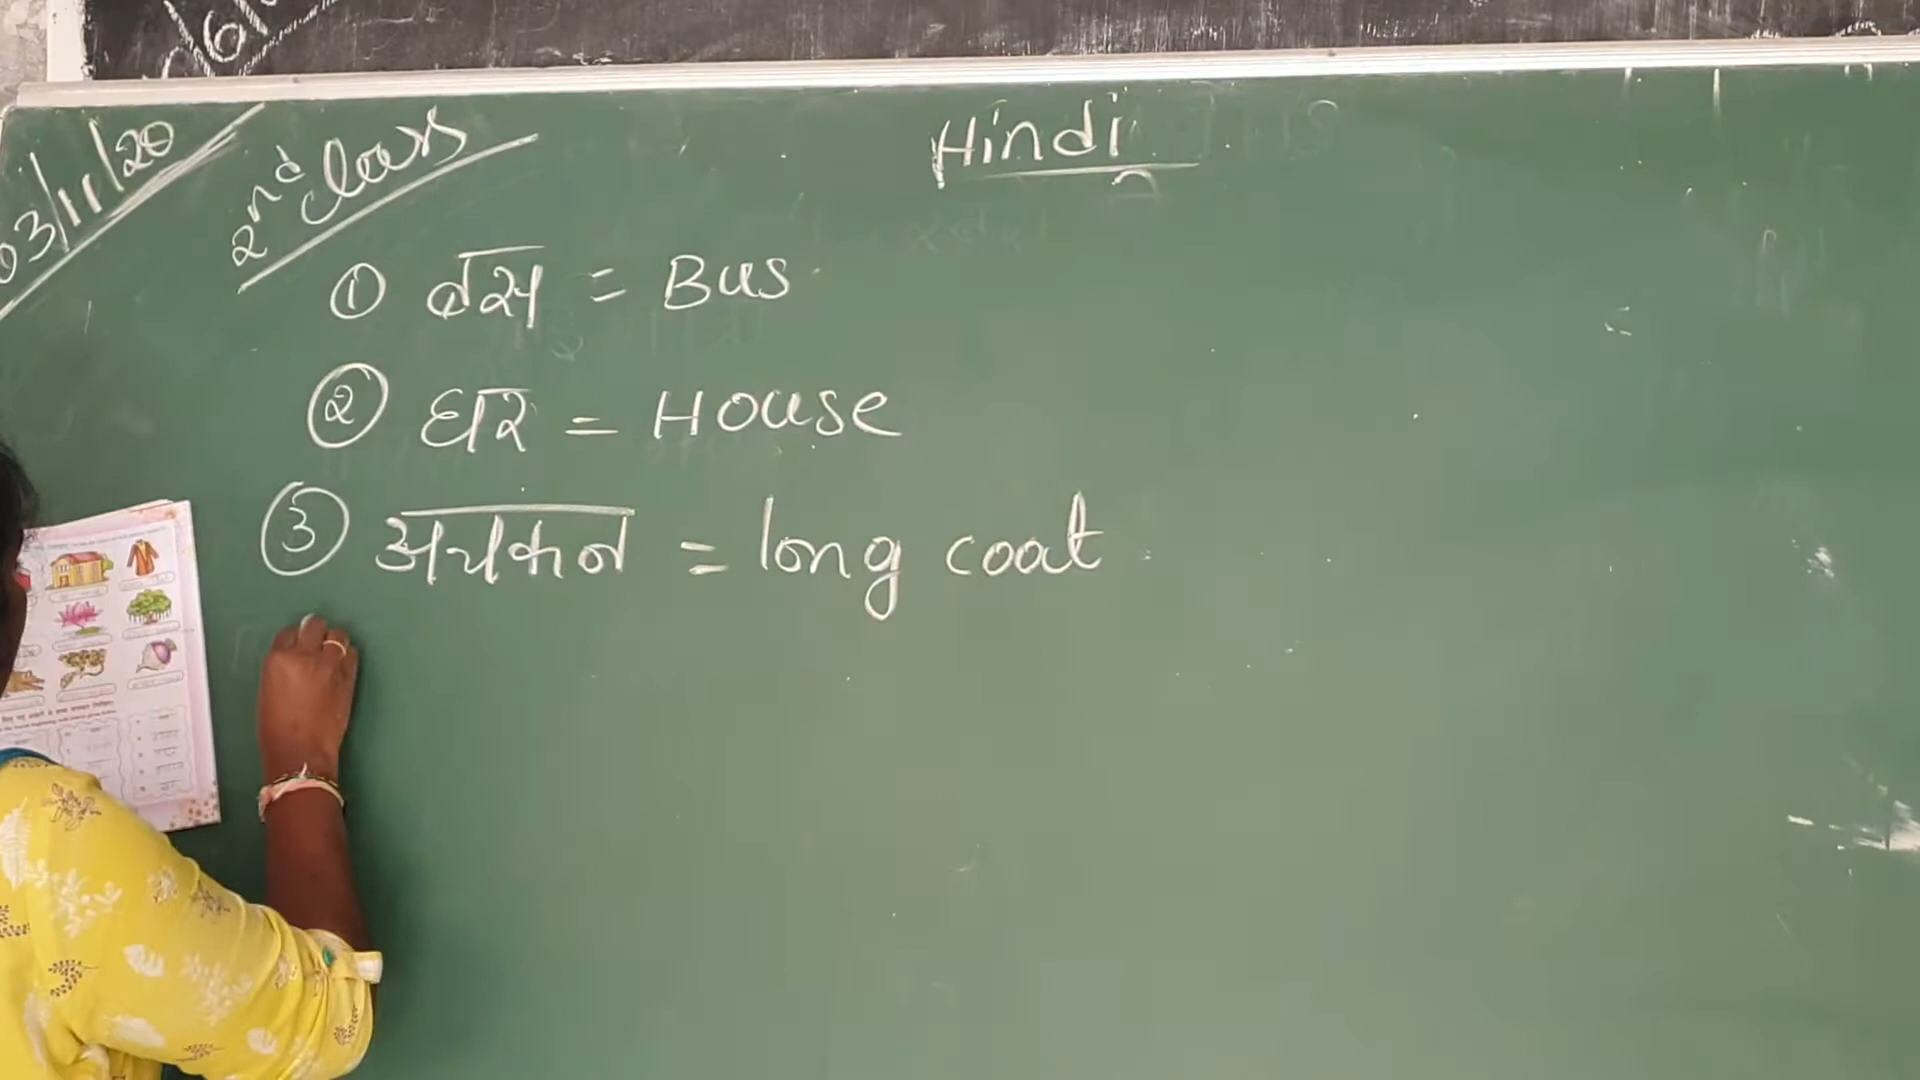 03/11/20
2nd class
Hindi
① बस = Bus
② घर = House
③ अचकन = long coat